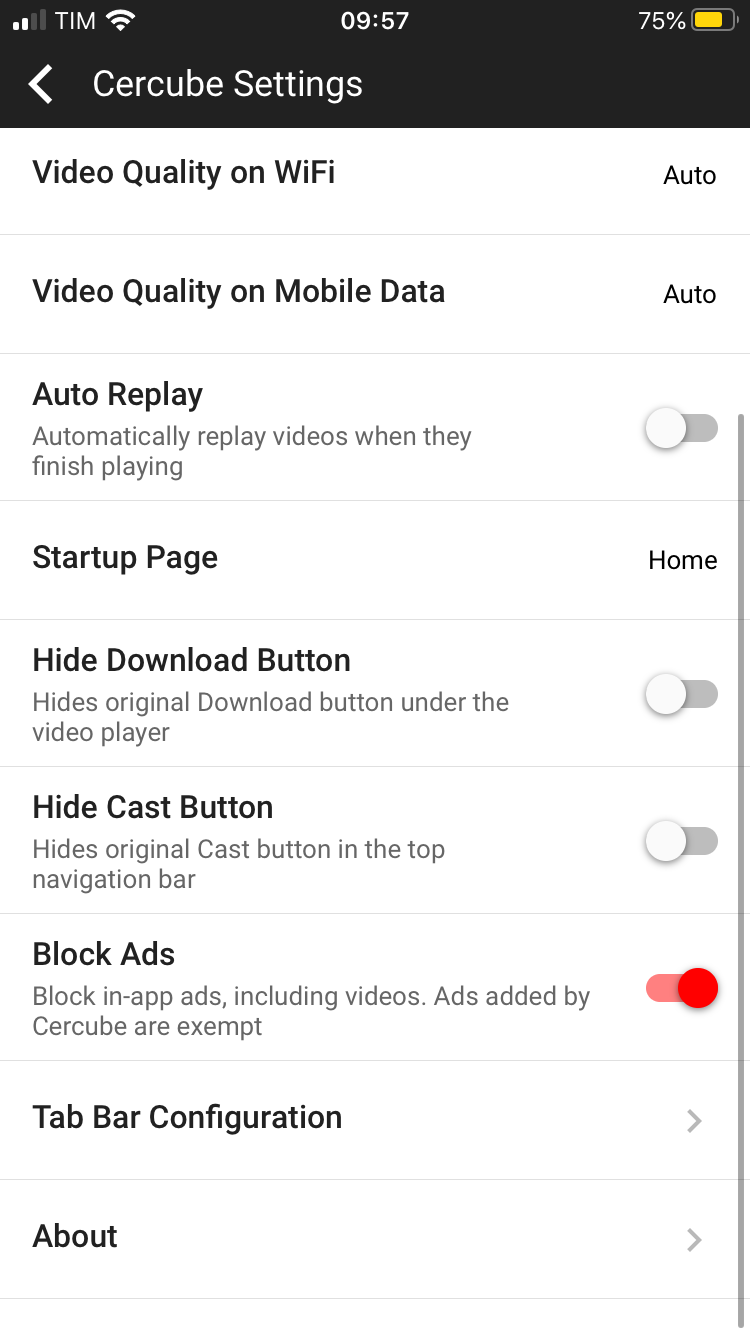 TIM 09:57 75%
Cercube Settings
Video Quality on WiFi Auto
Video Quality on Mobile Data Auto
Auto Replay
Automatically replay videos when they
finish playing
Startup Page Home
Hide Download Button
Hides original Download button under the
video player
Hide Cast Button
Hides original Cast button in the top
navigation bar
Block Ads
Block in-app ads, including videos. Ads added by
Cercube are exempt
Tab Bar Configuration
About